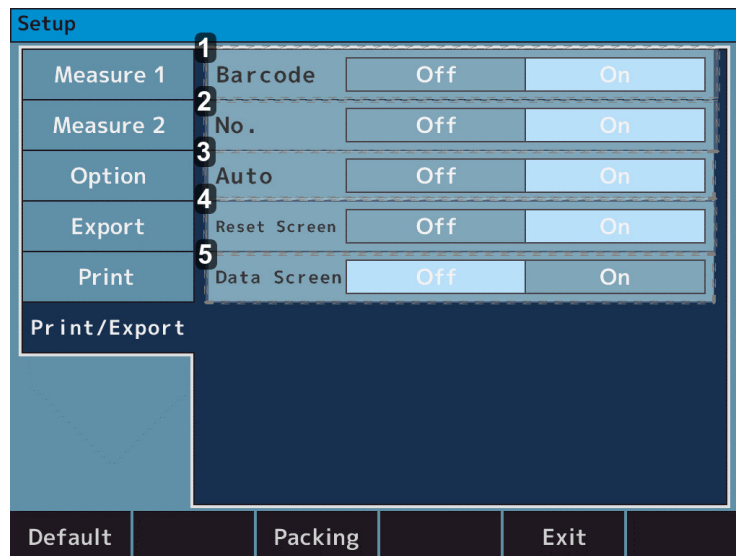 Setup
1
Measure 1 Barcode Off On
2
Measure 2 No. Off On
3
Option Auto Off On
4
Export Reset Screen Off On
5
Print Data Screen Off On
Print/Export
Default Packing Exit